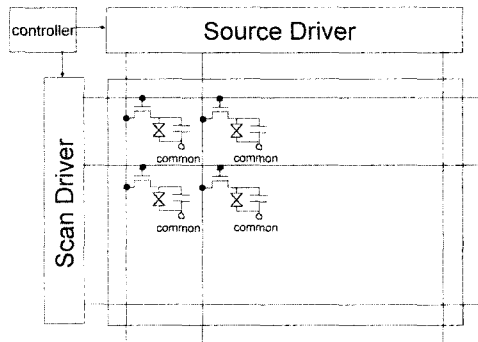 controller
Source Driver
Scan Driver
common
common
common
common